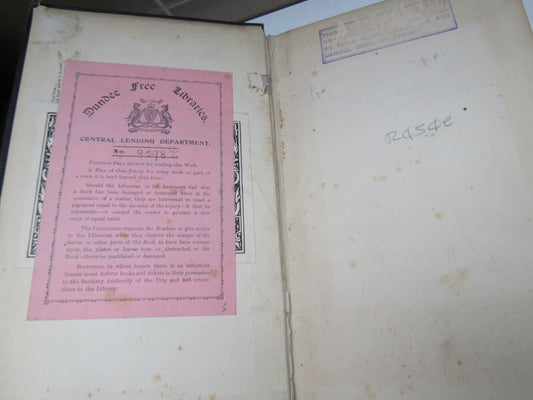 Dundee Free Libraries.
CENTRAL LENDING DEPARTMENT.
No.
Fourteen Days allowed for reading this Work.
A Fine of One Penny for every week or part of
a week it is kept beyond that time.
Should the Librarian or his Assistants find that
a Book has been damaged or destroyed when in the
possession of a reader, they are instructed to exact a
payment equal to the amount of the injury—if that be
repairable—or compel the reader to procure a new
copy of equal value.
The Committee requests the Readers to give notice
to the Librarian when they observe the margin of the
leaves or other parts of the Book to have been written
upon, the plates or leaves torn or abstracted, or the
Book otherwise mutilated or damaged.
Borrowers in whose houses there is an infectious
disease must deliver books and tickets in their possession
to the Sanitary Authority of the City and not return
them to the Library.
THIS
ANY
DAMAGE DONE